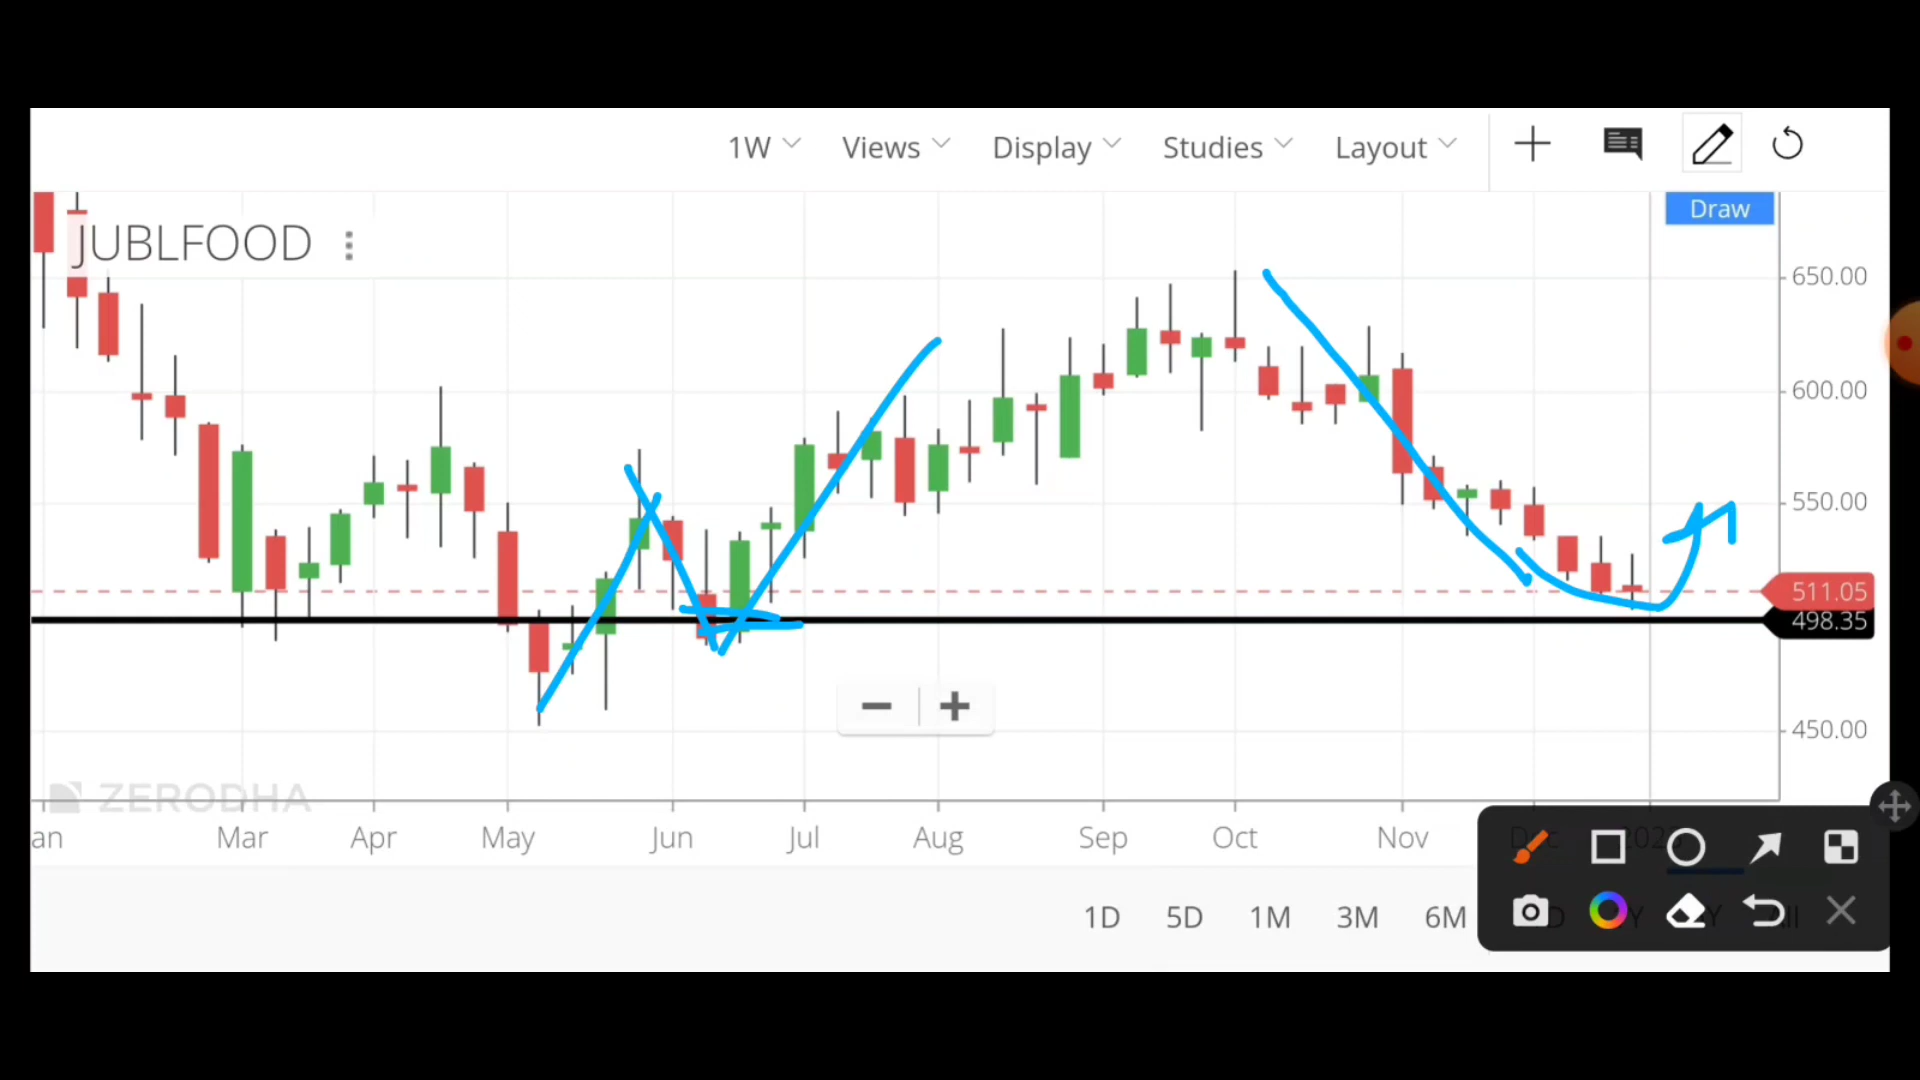 1W Views Display Studies Layout
Draw
JUBLFOOD
650.00
600.00
550.00
511.05
498.35
450.00
ZERODHA
an Mar Apr May Jun Jul Aug Sep Oct Nov Dec
1D 5D 1M 3M 6M